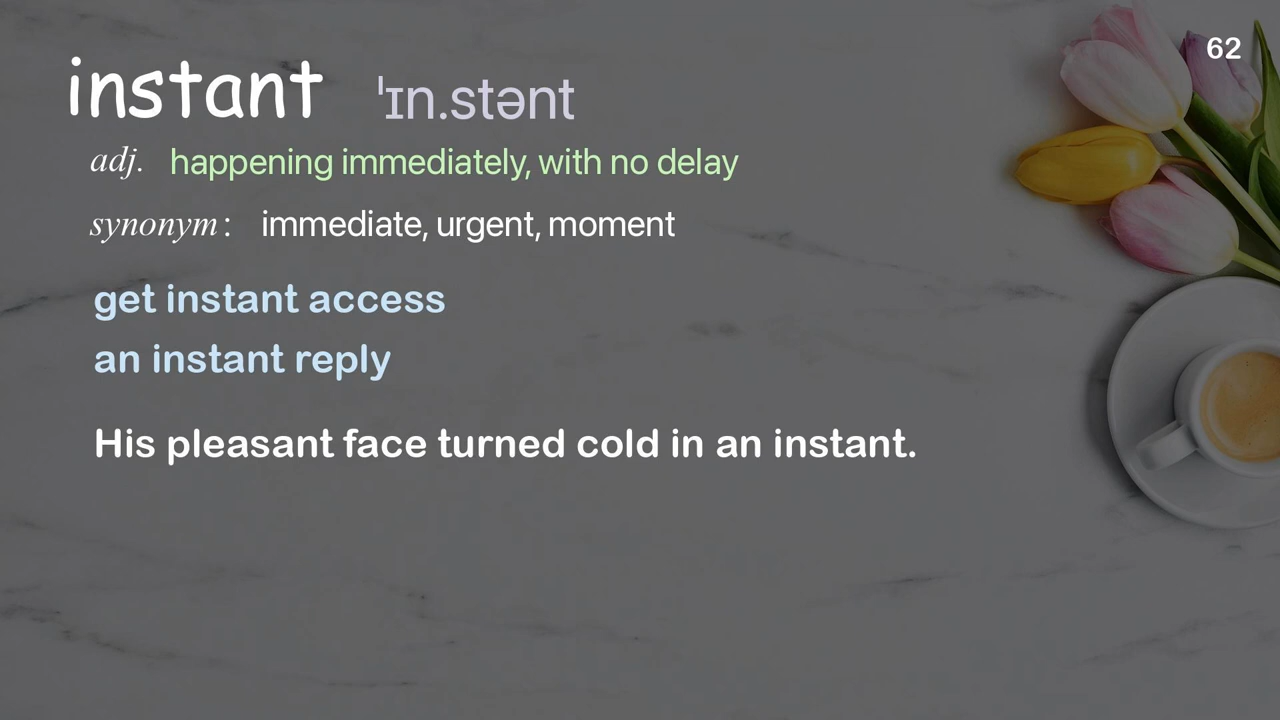 62
instant ˈɪn.stənt
adj. happening immediately, with no delay
synonym: immediate, urgent, moment
get instant access
an instant reply
His pleasant face turned cold in an instant.